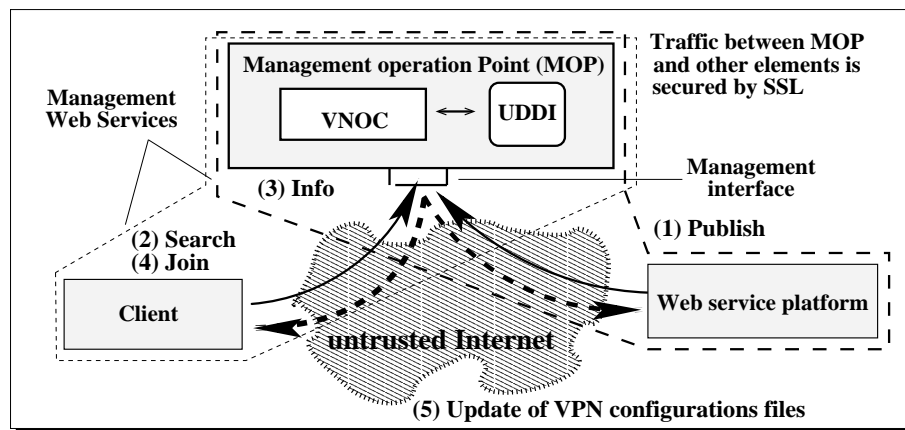 Traffic between MOP
and other elements is
secured by SSL
Management operation Point (MOP)
Management
Web Services
VNOC
UDDI
Management
interface
(3) Info
(1) Publish
(2) Search
(4) Join
Client
Web service platform
untrusted Internet
(5) Update of VPN configurations files